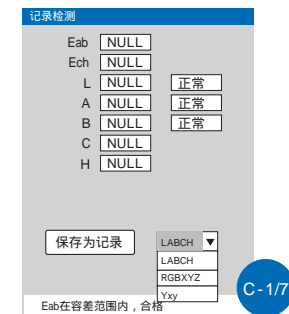 记录检测
Eab NULL
Ech NULL
L NULL 正常
A NULL 正常
B NULL 正常
C NULL
H NULL
保存为记录 LABCH ▼
LABCH
RGBXYZ
Yxy
C-1/7
Eab在容差范围内，合格